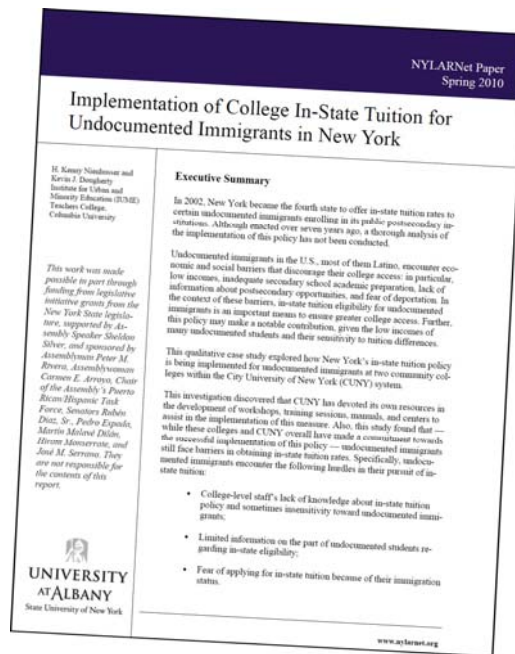 NYLARNet Paper
Spring 2010
Implementation of College In-State Tuition for
Undocumented Immigrants in New York
H. Kenny Nienhusser and
Kevin J. Dougherty
Institute for Urban and
Minority Education (IUME)
Teachers College,
Columbia University
This work was made
possible in part through
funding from legislative
initiative grants from the
New York State legisla-
ture, supported by As-
sembly Speaker Sheldon
Silver, and sponsored by
Assemblyman Peter M.
Rivera, Assemblywoman
Carmen E. Arroyo, Chair
of the Assembly's Puerto
Rican/Hispanic Task
Force, Senators Rubén
Diaz, Sr., Pedro Espada,
Martín Malavé Dilán,
Hiram Monserrate, and
José M. Serrano. They
are not responsible for
the contents of this
report.
UNIVERSITY
AT ALBANY
State University of New York
Executive Summary
In 2002, New York became the fourth state to offer in-state tuition rates to
certain undocumented immigrants enrolling in its public postsecondary in-
stitutions. Although enacted over seven years ago, a thorough analysis of
the implementation of this policy has not been conducted.
Undocumented immigrants in the U.S., most of them Latino, encounter eco-
nomic and social barriers that discourage their college access: in particular,
low incomes, inadequate secondary school academic preparation, lack of
information about postsecondary opportunities, and fear of deportation. In
the context of these barriers, in-state tuition eligibility for undocumented
immigrants is an important means to ensure greater college access. Further,
this policy may make a notable contribution, given the low incomes of
many undocumented students and their sensitivity to tuition differences.
This qualitative case study explored how New York's in-state tuition policy
is being implemented for undocumented immigrants at two community col-
leges within the City University of New York (CUNY) system.
This investigation discovered that CUNY has devoted its own resources in
the development of workshops, training sessions, manuals, and centers to
assist in the implementation of this measure. Also, this study found that —
while these colleges and CUNY overall have made a commitment towards
the successful implementation of this policy — undocumented immigrants
still face barriers in obtaining in-state tuition rates. Specifically, undocu-
mented immigrants encounter the following hurdles in their pursuit of in-
state tuition:
• College-level staff's lack of knowledge about in-state tuition
policy and sometimes insensitivity toward undocumented immi-
grants;
• Limited information on the part of undocumented students re-
garding in-state eligibility;
• Fear of applying for in-state tuition because of their immigration
status.
www.nylarnet.org